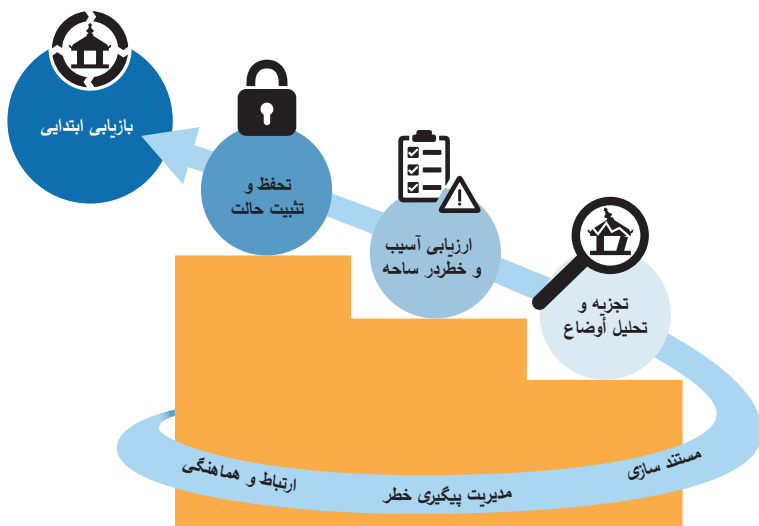 تجزیه و
تحلیل أوضاع
ارزیابی آسیب
و خطردر ساحه
تحفظ و
تثبیت حالت
بازیابی ابتدایی
مستند سازی
مدیریت پیگیری خطر
ارتباط و هماهنگی